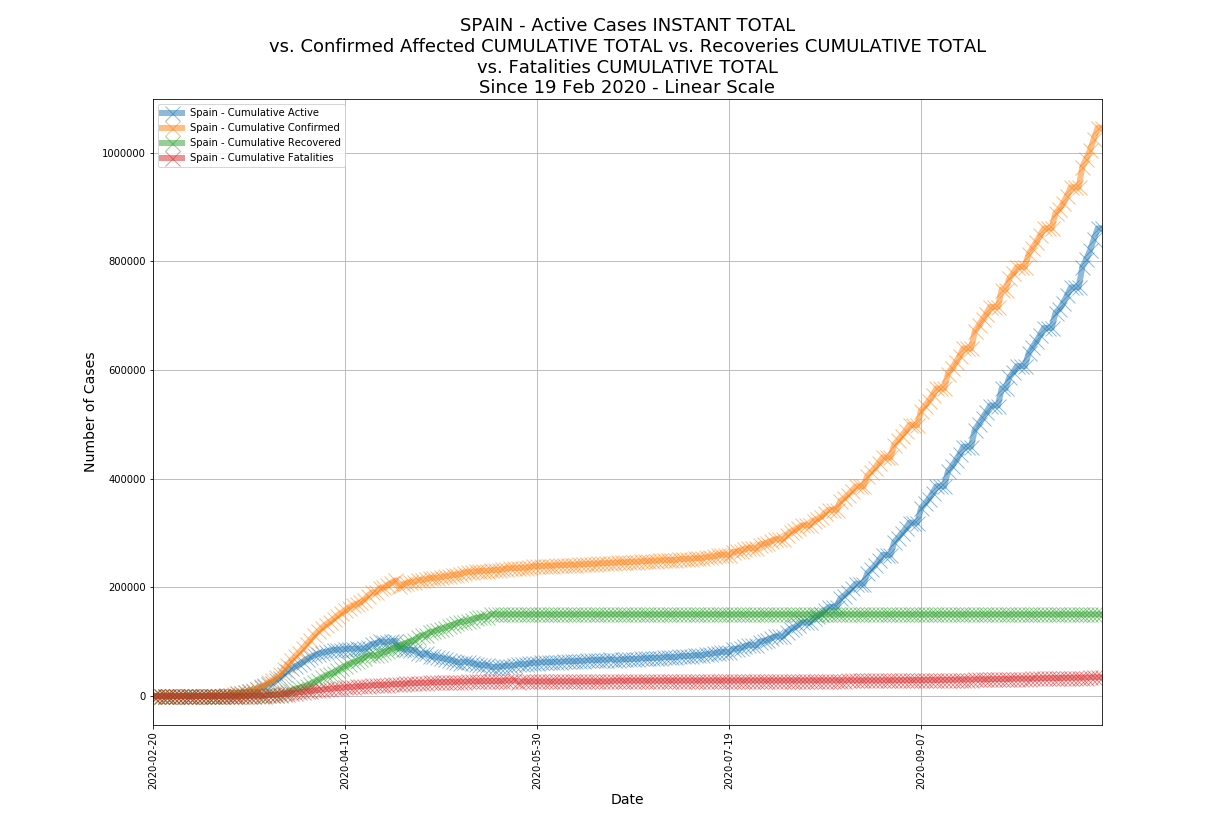 SPAIN - Active Cases INSTANT TOTAL
vs. Confirmed Affected CUMULATIVE TOTAL vs. Recoveries CUMULATIVE TOTAL
vs. Fatalities CUMULATIVE TOTAL
Since 19 Feb 2020 - Linear Scale
Spain - Cumulative Active
Spain - Cumulative Confirmed
Spain - Cumulative Recovered
Spain - Cumulative Fatalities
1000000
800000
600000
400000
200000
0
Number of Cases
2020-02-20
2020-04-10
2020-05-30
2020-07-19
2020-09-07
Date